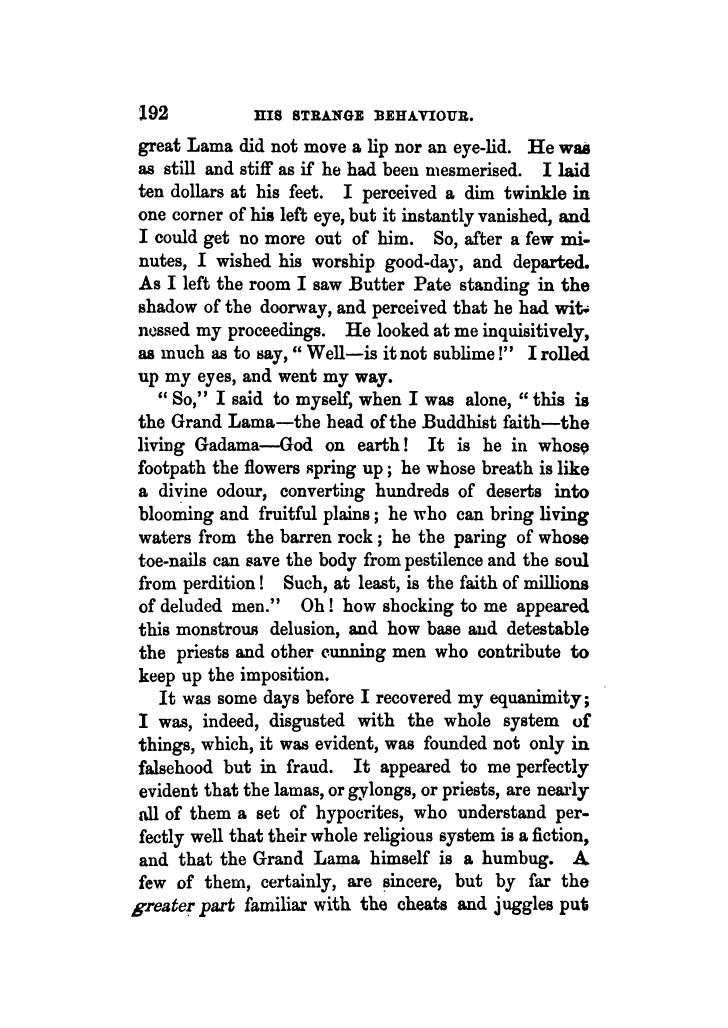 192 HIS STRANGE BEHAVIOUR.
great Lama did not move a lip nor an eye-lid. He was
as still and stiff as if he had been mesmerised. I laid
ten dollars at his feet. I perceived a dim twinkle in
one corner of his left eye, but it instantly vanished, and
I could get no more out of him. So, after a few mi-
nutes, I wished his worship good-day, and departed.
As I left the room I saw Butter Pate standing in the
shadow of the doorway, and perceived that he had wit-
nessed my proceedings. He looked at me inquisitively,
as much as to say, “Well—is it not sublime!” I rolled
up my eyes, and went my way.
“So,” I said to myself, when I was alone, “this is
the Grand Lama—the head of the Buddhist faith—the
living Gadama—God on earth! It is he in whose
footpath the flowers spring up; he whose breath is like
a divine odour, converting hundreds of deserts into
blooming and fruitful plains; he who can bring living
waters from the barren rock; he the paring of whose
toe-nails can save the body from pestilence and the soul
from perdition! Such, at least, is the faith of millions
of deluded men.” Oh! how shocking to me appeared
this monstrous delusion, and how base and detestable
the priests and other cunning men who contribute to
keep up the imposition.
It was some days before I recovered my equanimity;
I was, indeed, disgusted with the whole system of
things, which, it was evident, was founded not only in
falsehood but in fraud. It appeared to me perfectly
evident that the lamas, or gylongs, or priests, are nearly
all of them a set of hypocrites, who understand per-
fectly well that their whole religious system is a fiction,
and that the Grand Lama himself is a humbug. A
few of them, certainly, are sincere, but by far the
greater part familiar with the cheats and juggles put